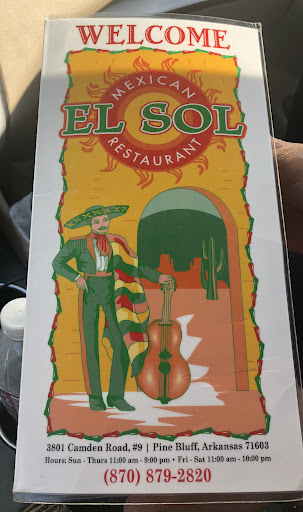 WELCOME
MEXICAN
EL SOL
RESTAURANT
3801 Camden Road, #9 | Pine Bluff, Arkansas 71603
Hours: Sun - Thurs 11:00 am - 9:00 pm • Fri - Sat 11:00 am - 10:00 pm
(870) 879-2820